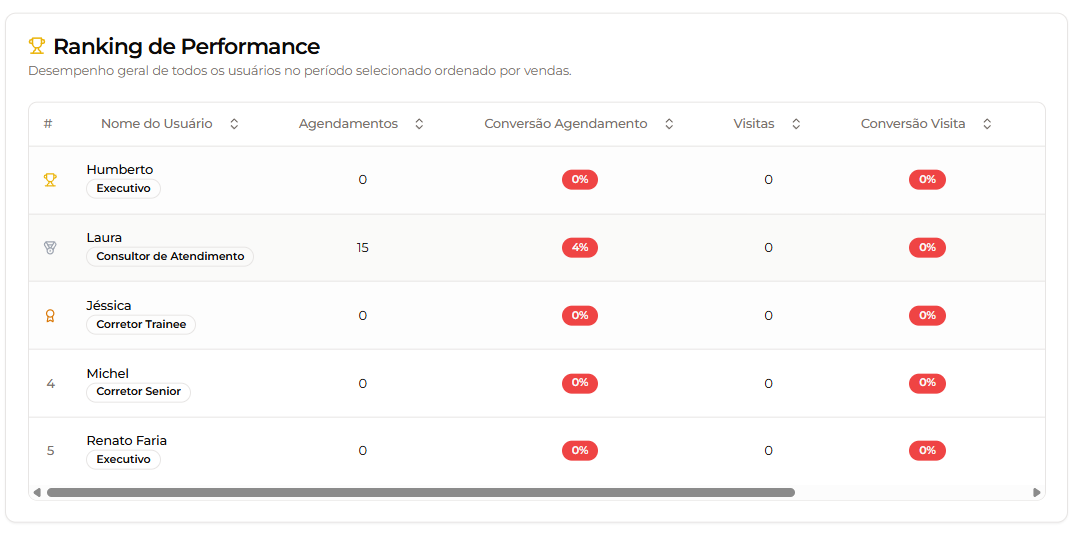 Ranking de Performance
Desempenho geral de todos os usuários no período selecionado ordenado por vendas.
# Nome do Usuário Agendamentos Conversão Agendamento Visitas Conversão Visita
Humberto
Executivo
0 0% 0 0%
Laura
Consultor de Atendimento
15 4% 0 0%
Jéssica
Corretor Trainee
0 0% 0 0%
4
Michel
Corretor Senior
0 0% 0 0%
5
Renato Faria
Executivo
0 0% 0 0%